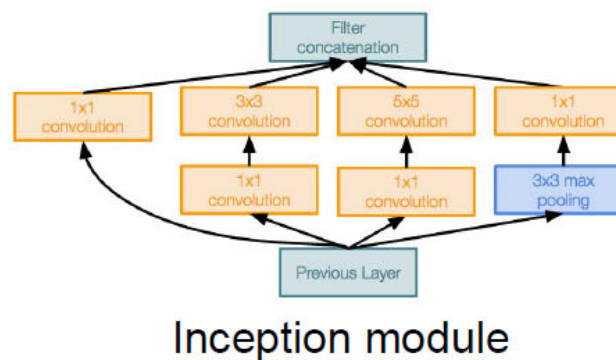 Filter
concatenation
1x1
convolution
3x3
convolution
5x5
convolution
1x1
convolution
1x1
convolution
1x1
convolution
3x3 max
pooling
Previous Layer
Inception module